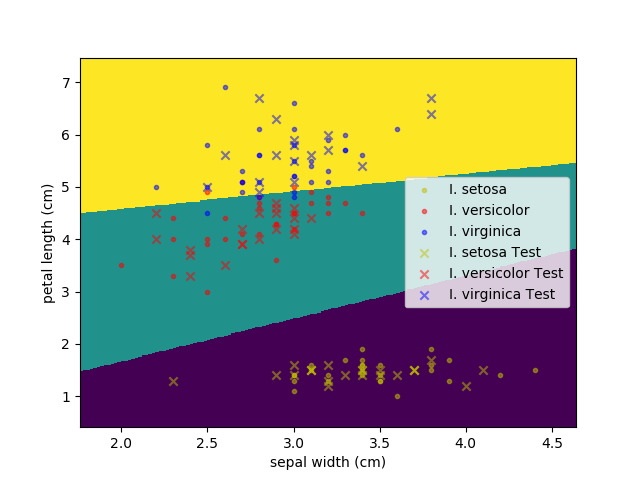 7
6
5
4
3
2
1
petal length (cm)
I. setosa
I. versicolor
I. virginica
I. setosa Test
I. versicolor Test
I. virginica Test
2.0 2.5 3.0 3.5 4.0 4.5
sepal width (cm)